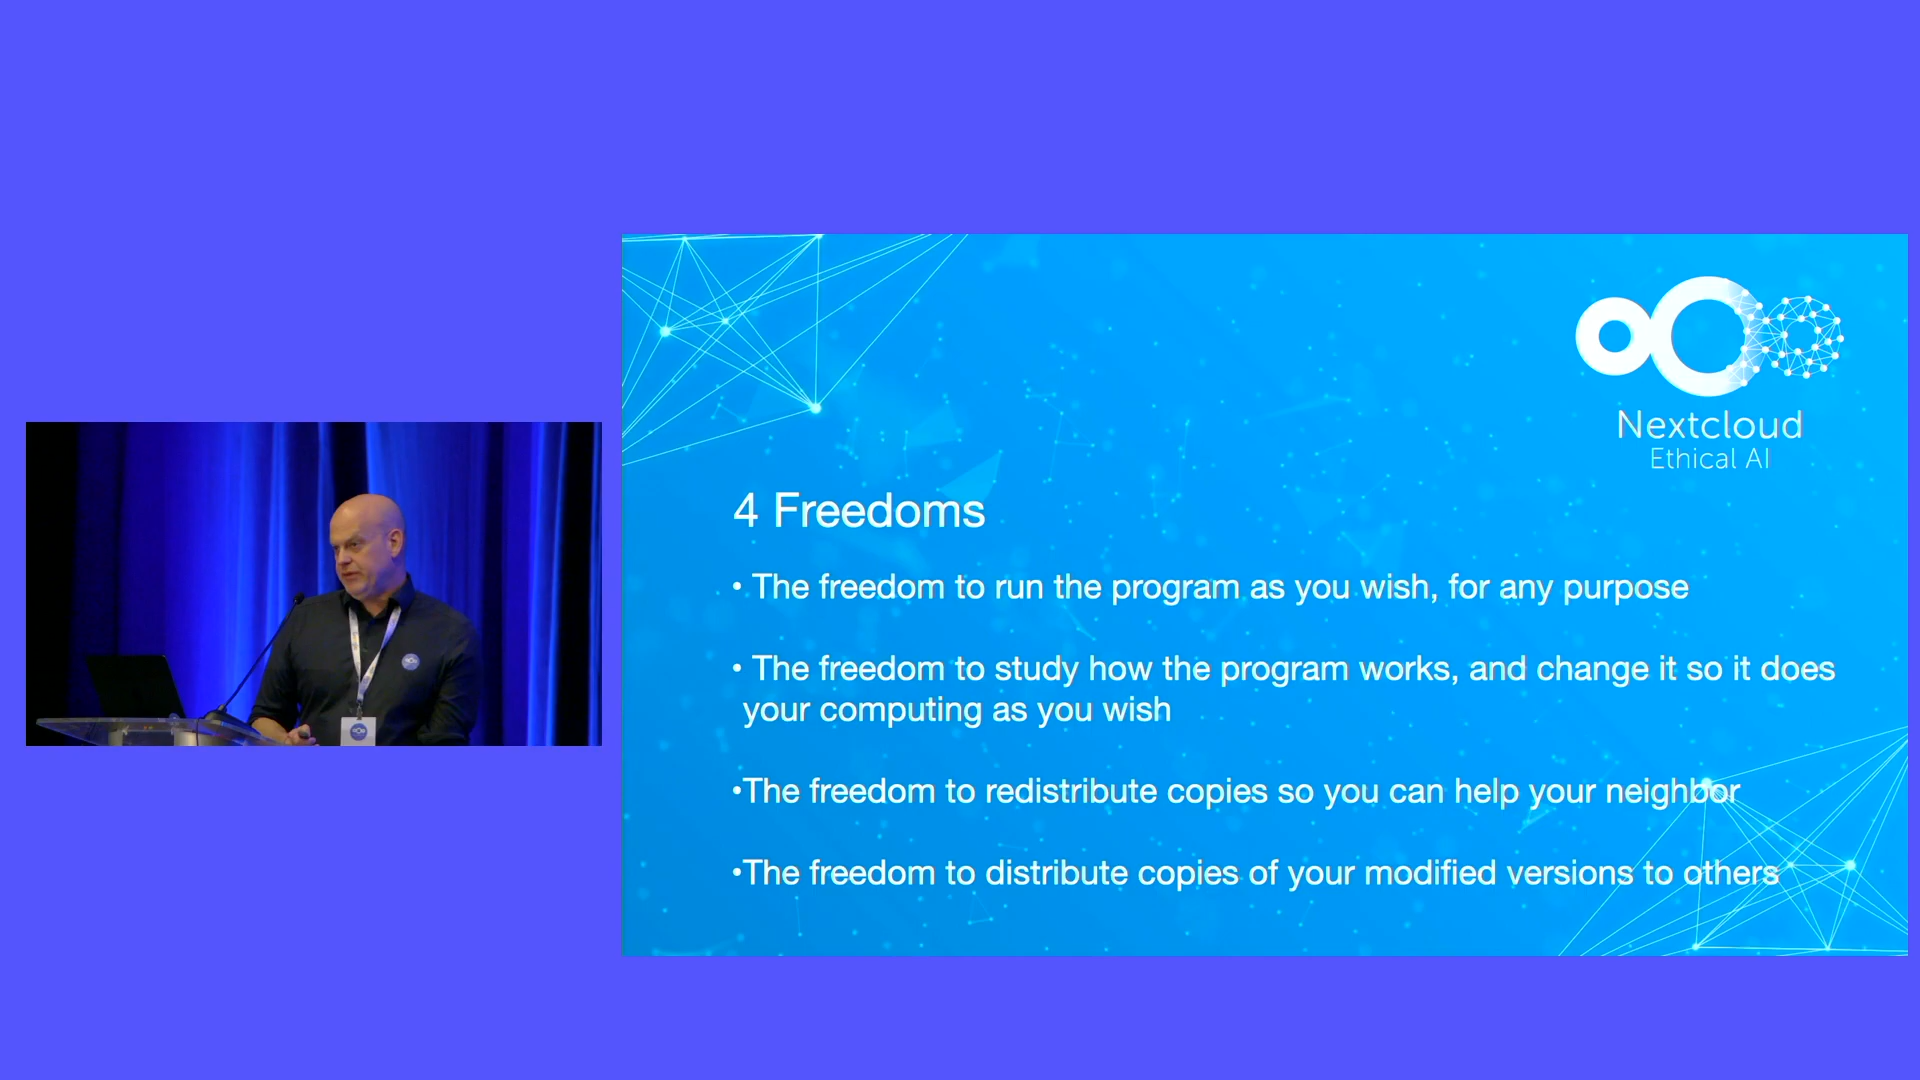 Nextcloud
Ethical AI
4 Freedoms
• The freedom to run the program as you wish, for any purpose
• The freedom to study how the program works, and change it so it does
your computing as you wish
•The freedom to redistribute copies so you can help your neighbor
•The freedom to distribute copies of your modified versions to others